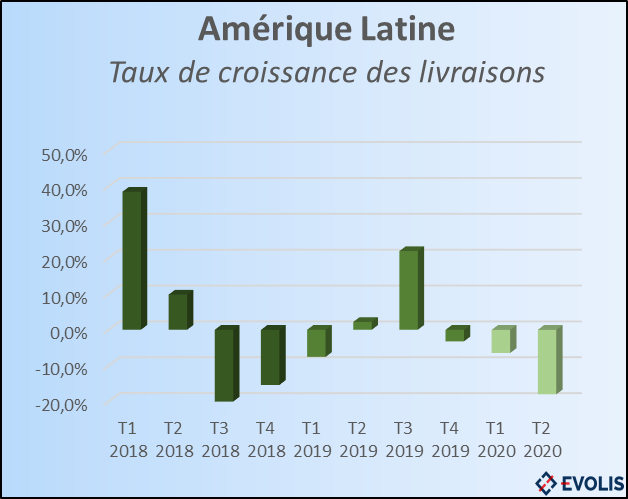 Amérique Latine
Taux de croissance des livraisons
50,0%
40,0%
30,0%
20,0%
10,0%
0,0%
-10,0%
-20,0%
T1 T2 T3 T4 T1 T2 T3 T4 T1 T2
2018 2018 2018 2018 2019 2019 2019 2019 2020 2020
EVOLIS